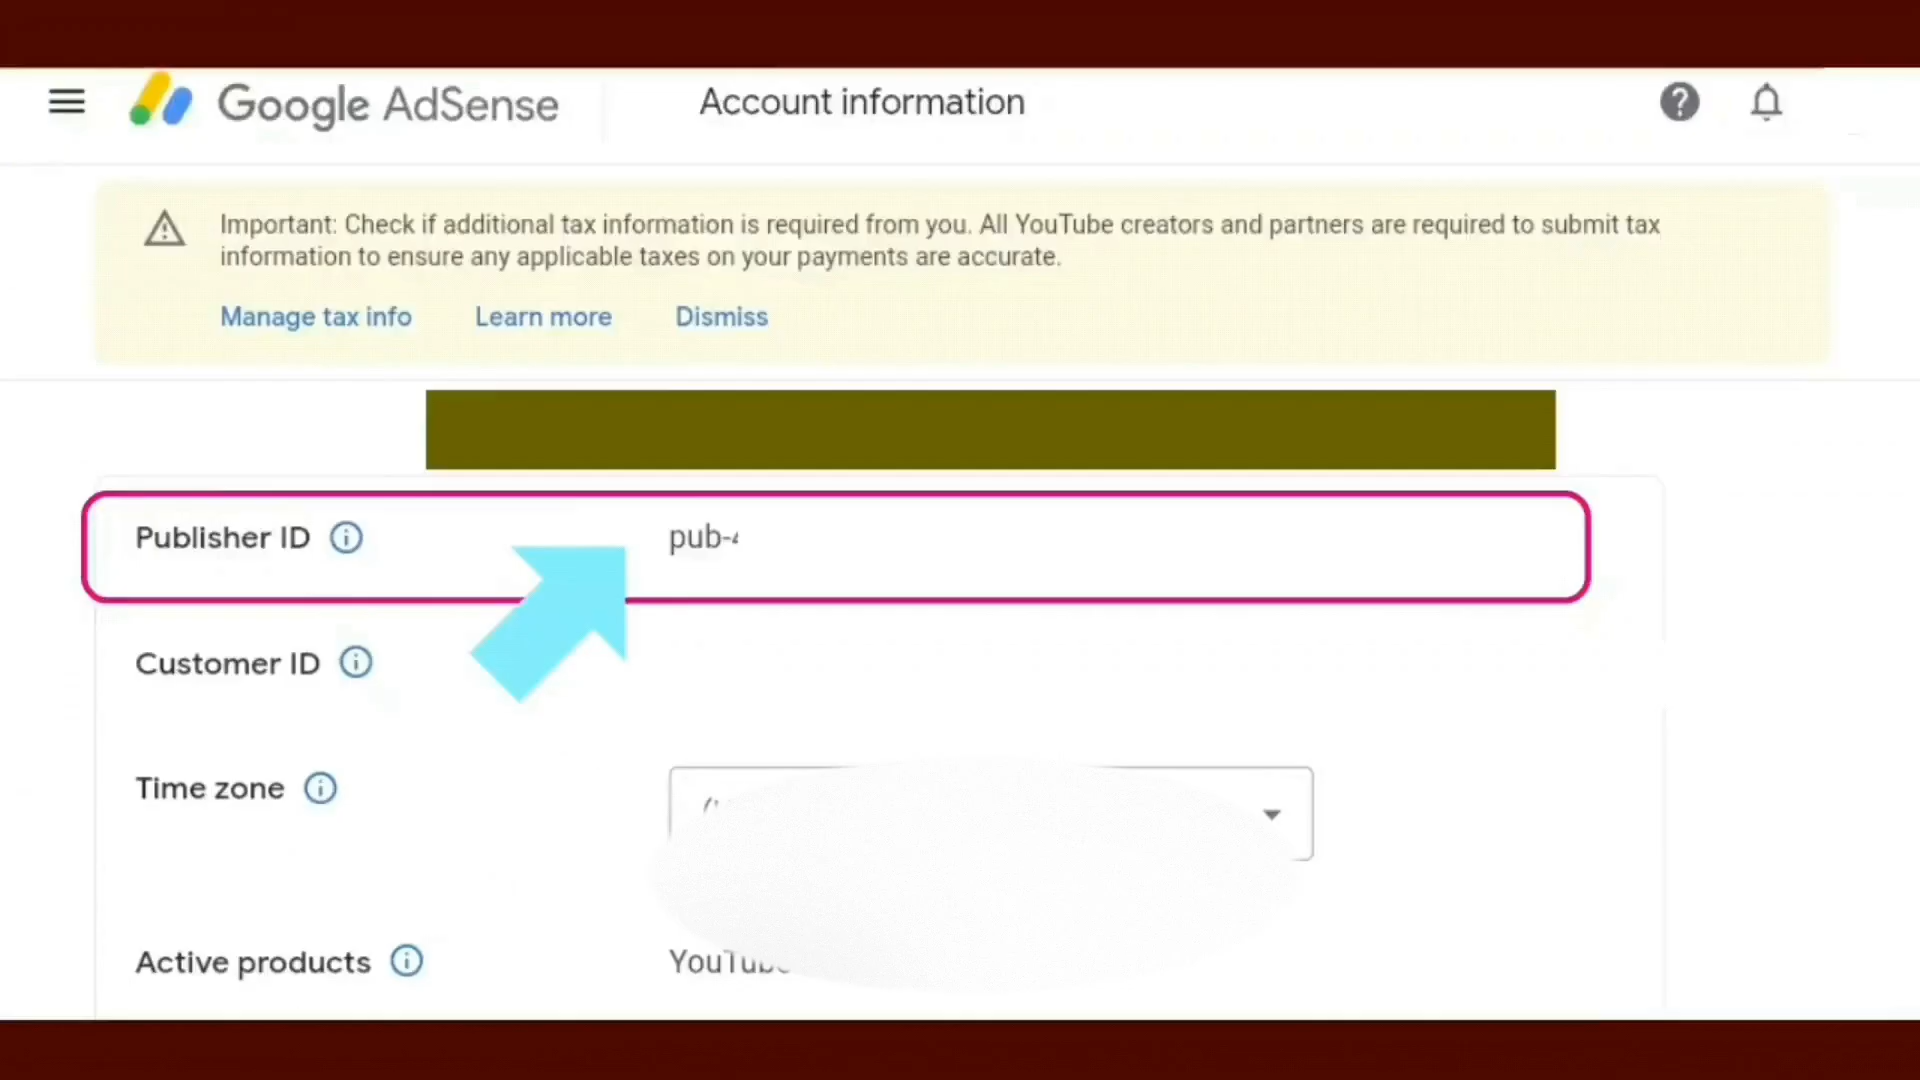 Google AdSense
Account information
Important: Check if additional tax information is required from you. All YouTube creators and partners are required to submit tax
information to ensure any applicable taxes on your payments are accurate.
Manage tax info Learn more Dismiss
Publisher ID pub-
Customer ID
Time zone
Active products YouTube